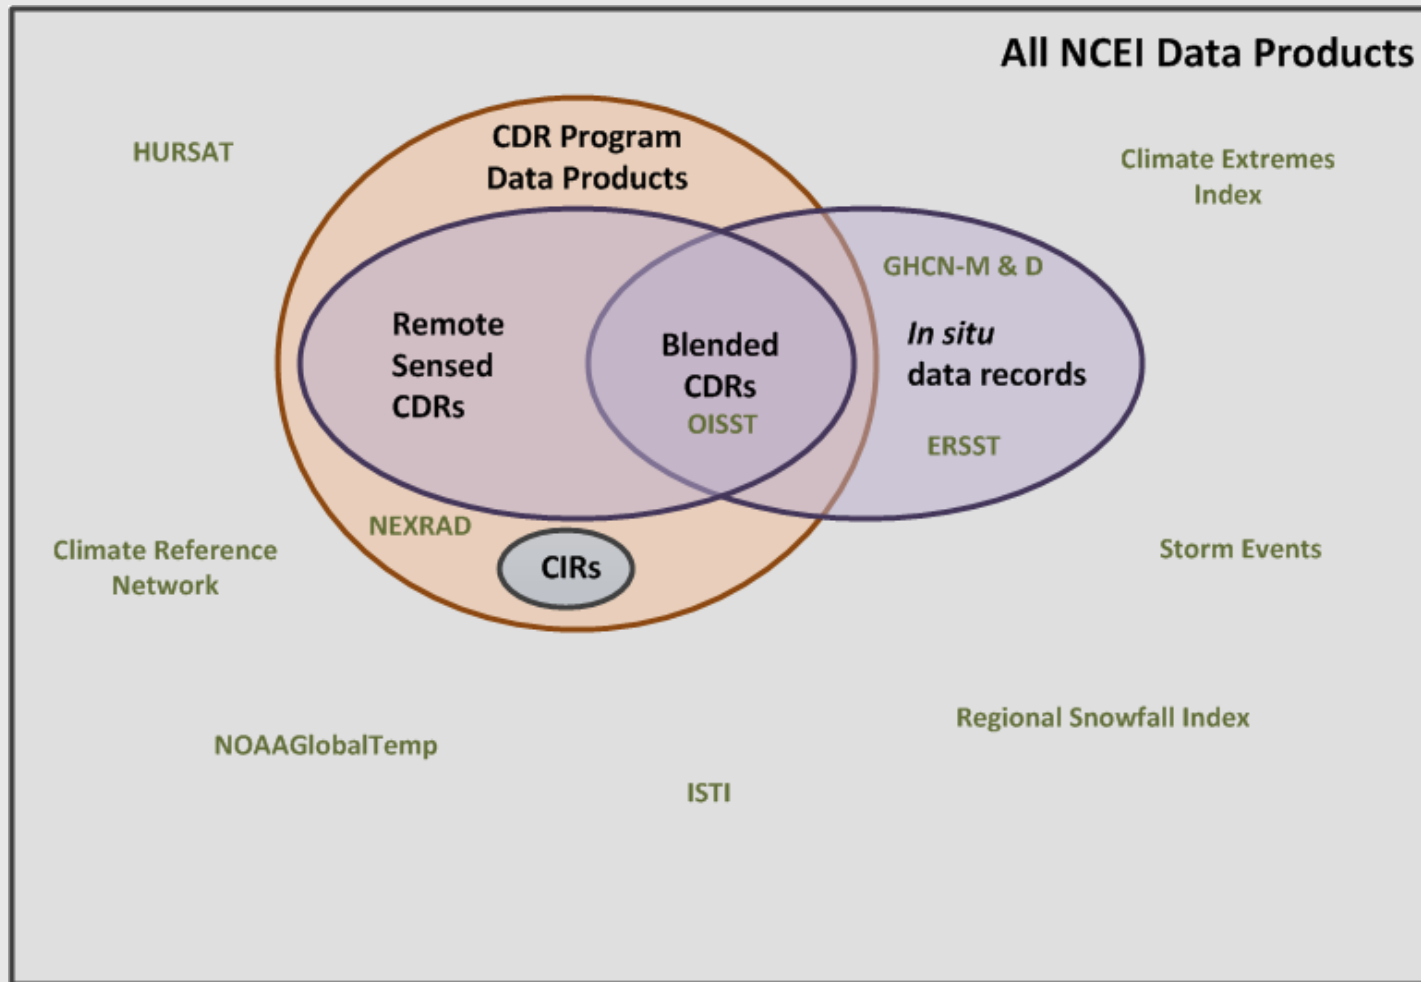 All NCEI Data Products
HURSAT
CDR Program
Data Products
Climate Extremes
Index
GHCN-M & D
Remote
Sensed
CDRs
Blended
CDRs
OISST
In situ
data records
ERSST
NEXRAD
CIRs
Climate Reference
Network
Storm Events
NOAAGlobalTemp
Regional Snowfall Index
ISTI